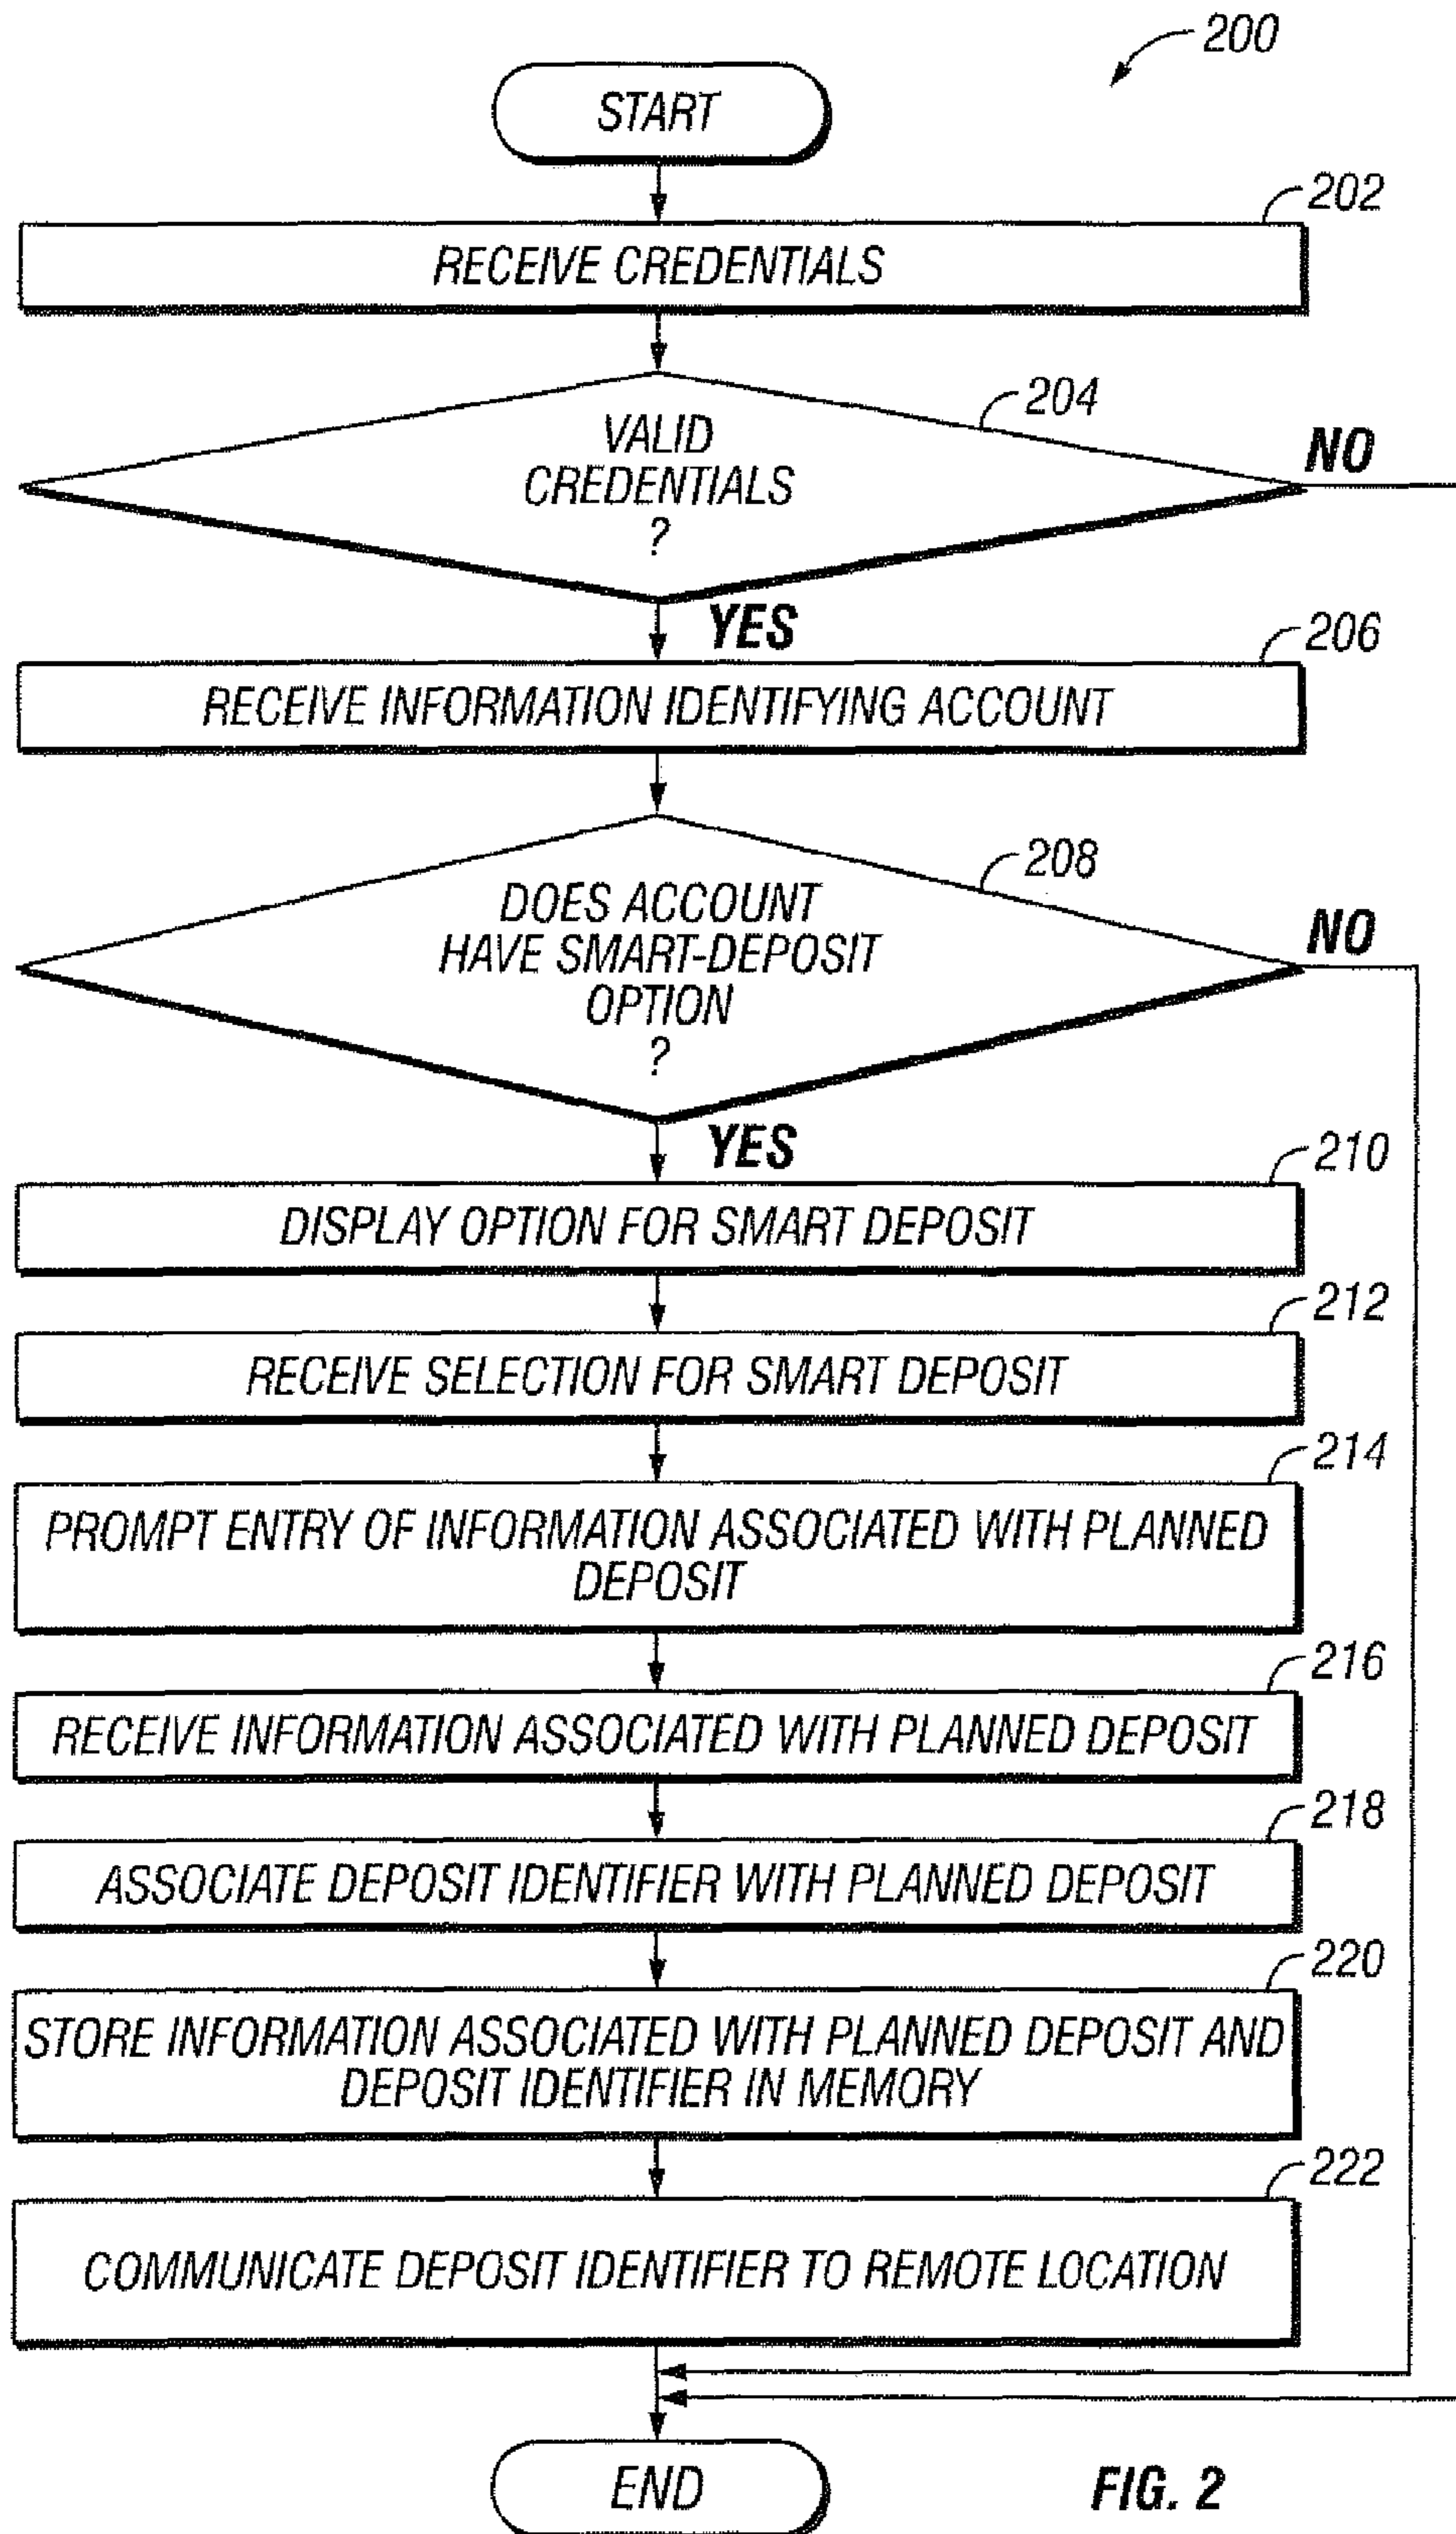 200
START
202
RECEIVE CREDENTIALS
204
VALID
CREDENTIALS
?
NO
YES
206
RECEIVE INFORMATION IDENTIFYING ACCOUNT
208
DOES ACCOUNT
HAVE SMART-DEPOSIT
OPTION
?
NO
YES
210
DISPLAY OPTION FOR SMART DEPOSIT
212
RECEIVE SELECTION FOR SMART DEPOSIT
214
PROMPT ENTRY OF INFORMATION ASSOCIATED WITH PLANNED
DEPOSIT
216
RECEIVE INFORMATION ASSOCIATED WITH PLANNED DEPOSIT
218
ASSOCIATE DEPOSIT IDENTIFIER WITH PLANNED DEPOSIT
220
STORE INFORMATION ASSOCIATED WITH PLANNED DEPOSIT AND
DEPOSIT IDENTIFIER IN MEMORY
222
COMMUNICATE DEPOSIT IDENTIFIER TO REMOTE LOCATION
END
FIG. 2